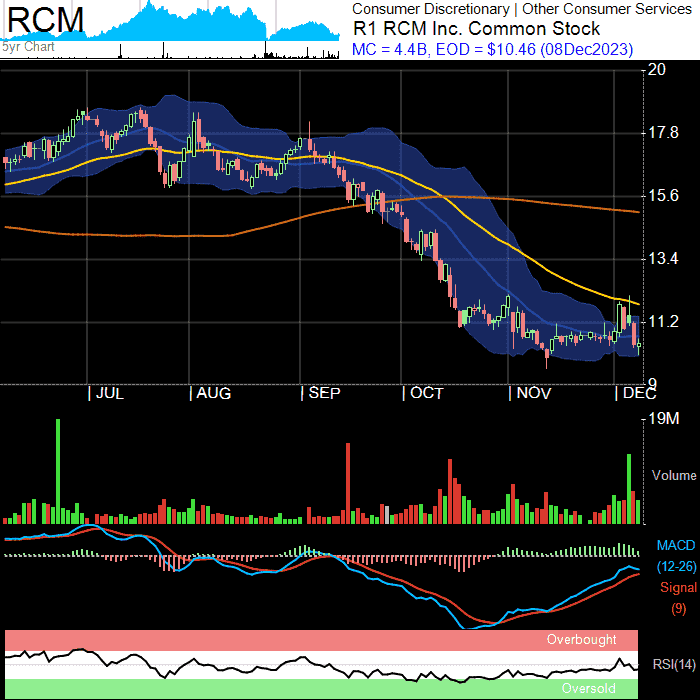 RCM
5yr Chart
Consumer Discretionary | Other Consumer Services
R1 RCM Inc. Common Stock
MC = 4.4B, EOD = $10.46 (08Dec2023)
20
17.8
15.6
13.4
11.2
9
JUL AUG SEP OCT NOV DEC
19M
Volume
MACD
(12-26)
Signal
(9)
Overbought
RSI(14)
Oversold